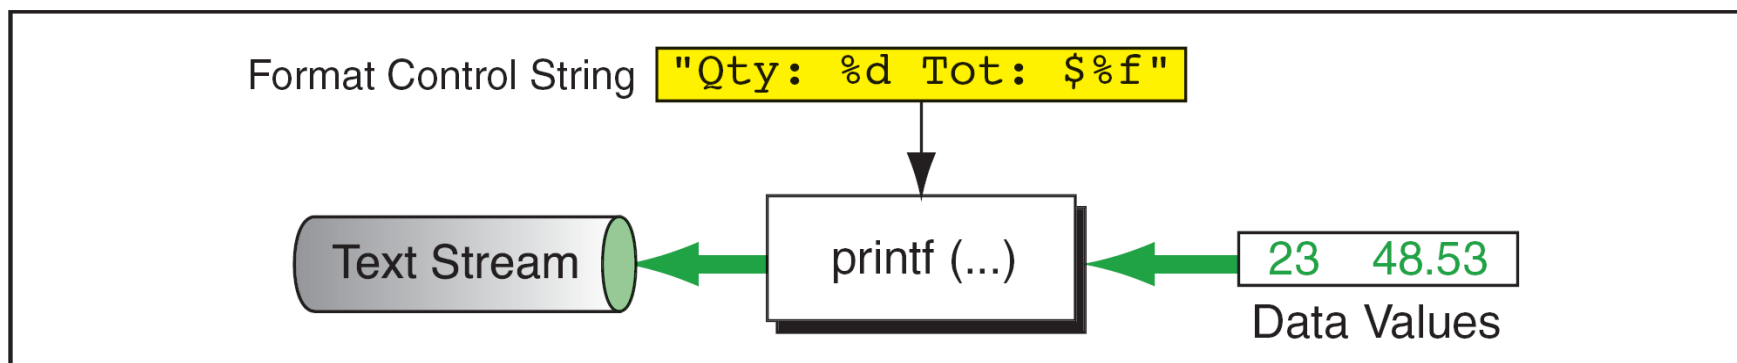 Format Control String "Qty: %d Tot: $%f"
Text Stream printf (...) 23 48.53
Data Values